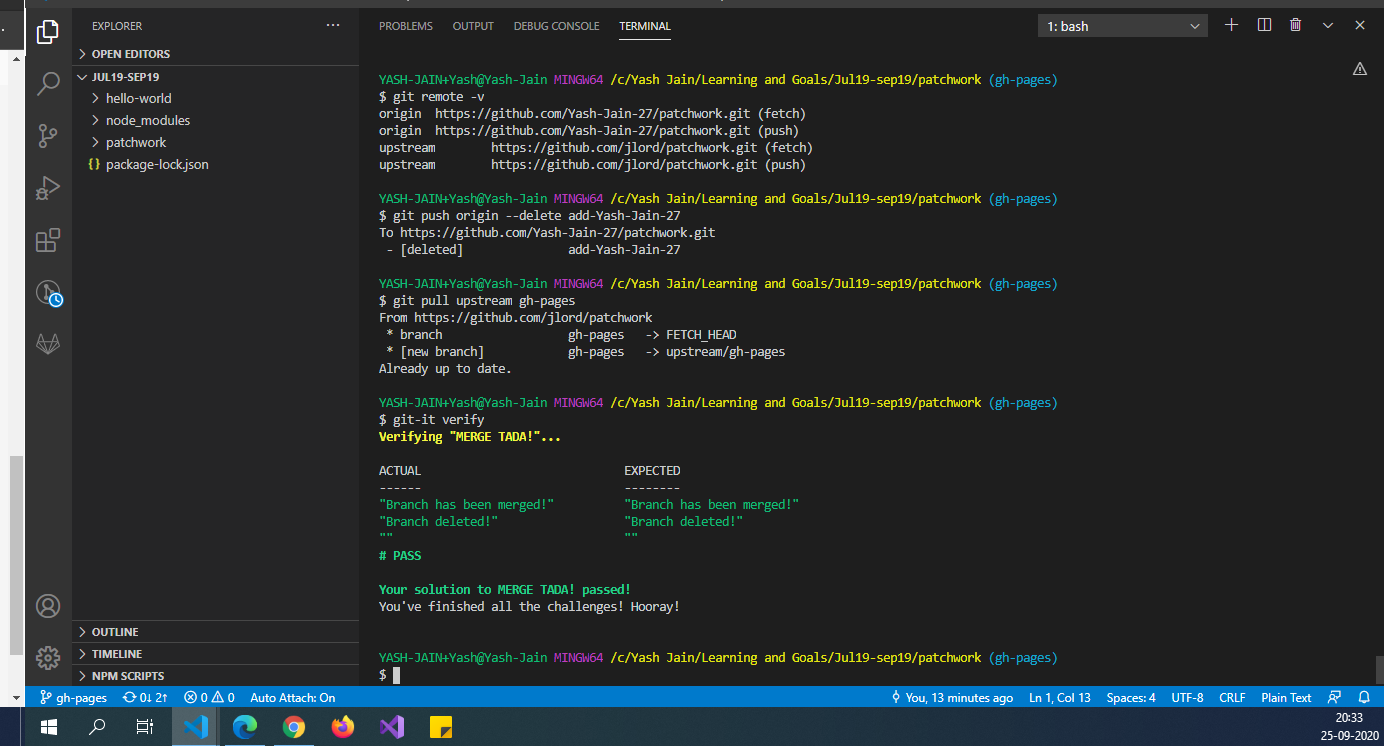 EXPLORER
···
OPEN EDITORS
JUL19-SEP19
hello-world
node_modules
patchwork
{} package-lock.json
OUTLINE
TIMELINE
NPM SCRIPTS
PROBLEMS OUTPUT DEBUG CONSOLE TERMINAL
1: bash
YASH-JAIN+Yash@Yash-Jain MINGW64 /c/Yash Jain/Learning and Goals/Jul19-sep19/patchwork (gh-pages)
$ git remote -v
origin  https://github.com/Yash-Jain-27/patchwork.git (fetch)
origin  https://github.com/Yash-Jain-27/patchwork.git (push)
upstream        https://github.com/jlord/patchwork.git (fetch)
upstream        https://github.com/jlord/patchwork.git (push)
YASH-JAIN+Yash@Yash-Jain MINGW64 /c/Yash Jain/Learning and Goals/Jul19-sep19/patchwork (gh-pages)
$ git push origin --delete add-Yash-Jain-27
To https://github.com/Yash-Jain-27/patchwork.git
 - [deleted]               add-Yash-Jain-27
YASH-JAIN+Yash@Yash-Jain MINGW64 /c/Yash Jain/Learning and Goals/Jul19-sep19/patchwork (gh-pages)
$ git pull upstream gh-pages
From https://github.com/jlord/patchwork
 * branch                  gh-pages   -> FETCH_HEAD
 * [new branch]            gh-pages   -> upstream/gh-pages
Already up to date.
YASH-JAIN+Yash@Yash-Jain MINGW64 /c/Yash Jain/Learning and Goals/Jul19-sep19/patchwork (gh-pages)
$ git-it verify
Verifying "MERGE TADA!"...
ACTUAL                             EXPECTED
------                             --------
"Branch has been merged!"          "Branch has been merged!"
"Branch deleted!"                  "Branch deleted!"
""                                 ""
# PASS
Your solution to MERGE TADA! passed!
You've finished all the challenges! Hooray!
YASH-JAIN+Yash@Yash-Jain MINGW64 /c/Yash Jain/Learning and Goals/Jul19-sep19/patchwork (gh-pages)
$
gh-pages 0↓ 2↑ 0 0 Auto Attach: On You, 13 minutes ago Ln 1, Col 13 Spaces: 4 UTF-8 CRLF Plain Text
20:33
25-09-2020